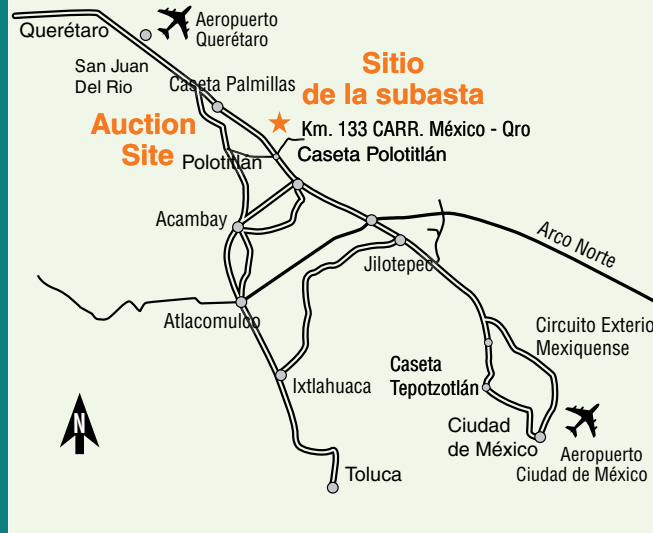 Querétaro
Aeropuerto
Querétaro
San Juan
Del Rio
Caseta Palmillas
Sitio
de la subasta
Auction
Site
Km. 133 CARR. México - Qro
Polotitlán
Caseta Polotitlán
Acambay
Jilotepec
Arco Norte
Atlacomulco
Circuito Exterio
Mexiquense
Caseta
Tepotzotlán
Ixtlahuaca
N
Ciudad
de México
Aeropuerto
Ciudad de México
Toluca